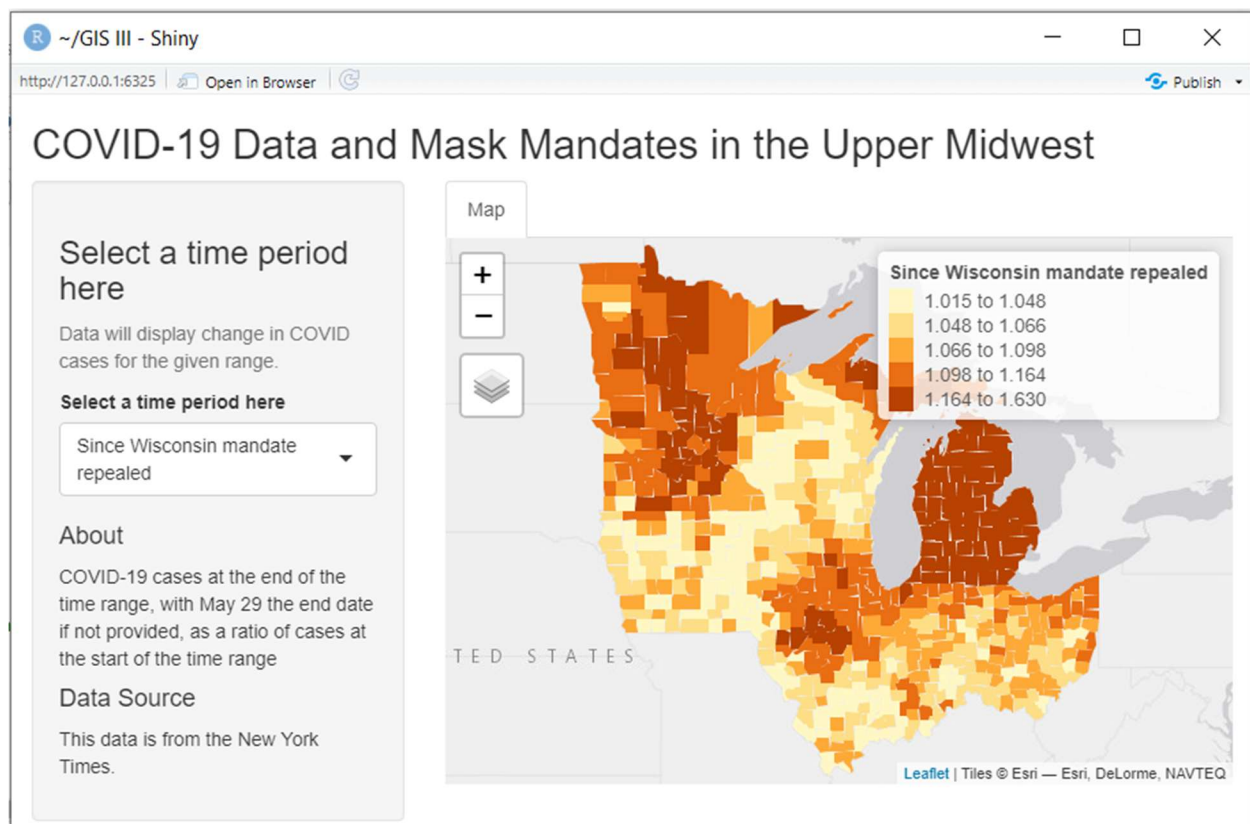 ~/GIS III - Shiny
http://127.0.0.1:6325 Open in Browser Publish
COVID-19 Data and Mask Mandates in the Upper Midwest
Select a time period
here
Data will display change in COVID
cases for the given range.
Select a time period here
Since Wisconsin mandate
repealed
About
COVID-19 cases at the end of the
time range, with May 29 the end date
if not provided, as a ratio of cases at
the start of the time range
Data Source
This data is from the New York
Times.
Map
+
−
Since Wisconsin mandate repealed
1.015 to 1.048
1.048 to 1.066
1.066 to 1.098
1.098 to 1.164
1.164 to 1.630
TED STATES
Leaflet | Tiles © Esri — Esri, DeLorme, NAVTEQ